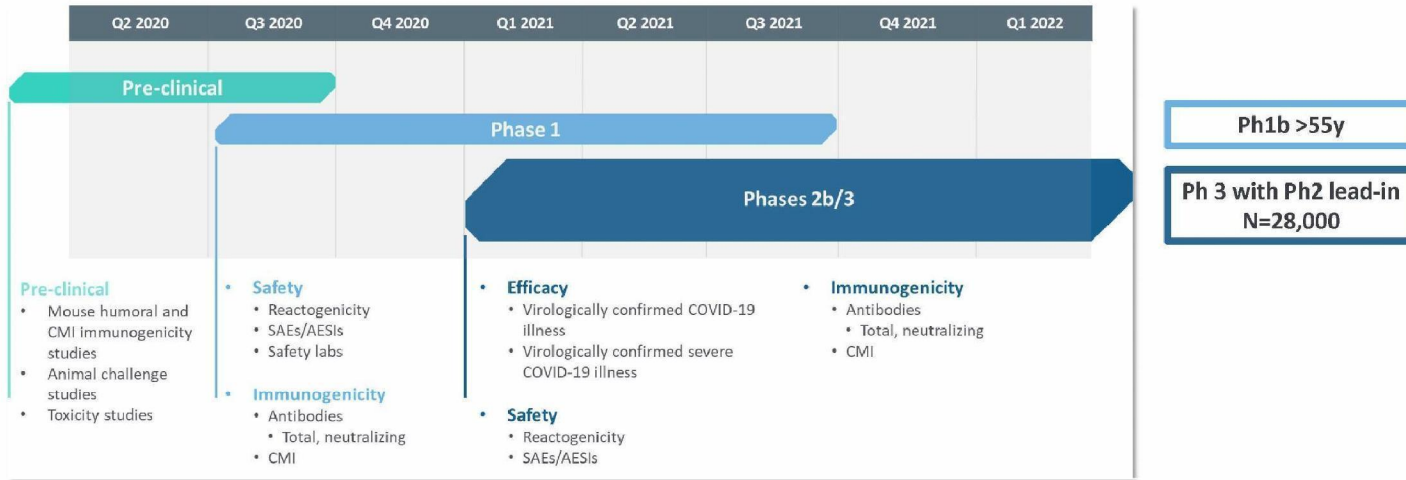 Q2 2020
Q3 2020
Q4 2020
Q1 2021
Q2 2021
Q3 2021
Q4 2021
Q1 2022
Pre-clinical
Phase 1
Phases 2b/3
Ph1b >55y
Ph 3 with Ph2 lead-in
N=28,000
Pre-clinical
• Mouse humoral and
CMI immunogenicity
studies
• Animal challenge
studies
• Toxicity studies
• Safety
• Reactogenicity
• SAEs/AESIs
• Safety labs
• Immunogenicity
• Antibodies
• Total, neutralizing
• CMI
• Efficacy
• Virologically confirmed COVID-19
illness
• Virologically confirmed severe
COVID-19 illness
• Safety
• Reactogenicity
• SAEs/AESIs
• Immunogenicity
• Antibodies
• Total, neutralizing
• CMI